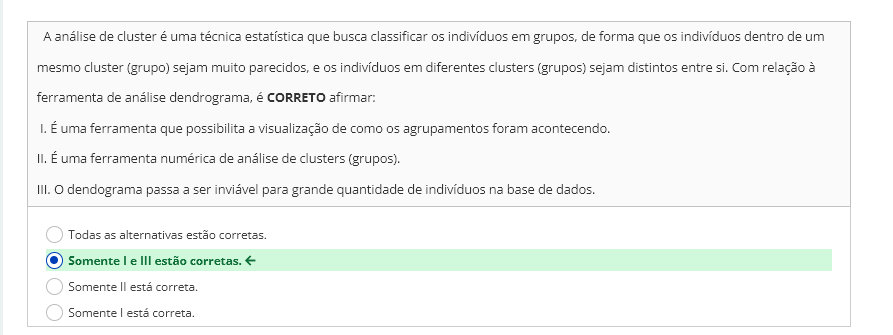 A análise de cluster é uma técnica estatística que busca classificar os indivíduos em grupos, de forma que os indivíduos dentro de um
mesmo cluster (grupo) sejam muito parecidos, e os indivíduos em diferentes clusters (grupos) sejam distintos entre si. Com relação à
ferramenta de análise dendrograma, é CORRETO afirmar:
I. É uma ferramenta que possibilita a visualização de como os agrupamentos foram acontecendo.
II. É uma ferramenta numérica de análise de clusters (grupos).
III. O dendograma passa a ser inviável para grande quantidade de indivíduos na base de dados.
Todas as alternativas estão corretas.
Somente I e III estão corretas. ←
Somente II está correta.
Somente I está correta.